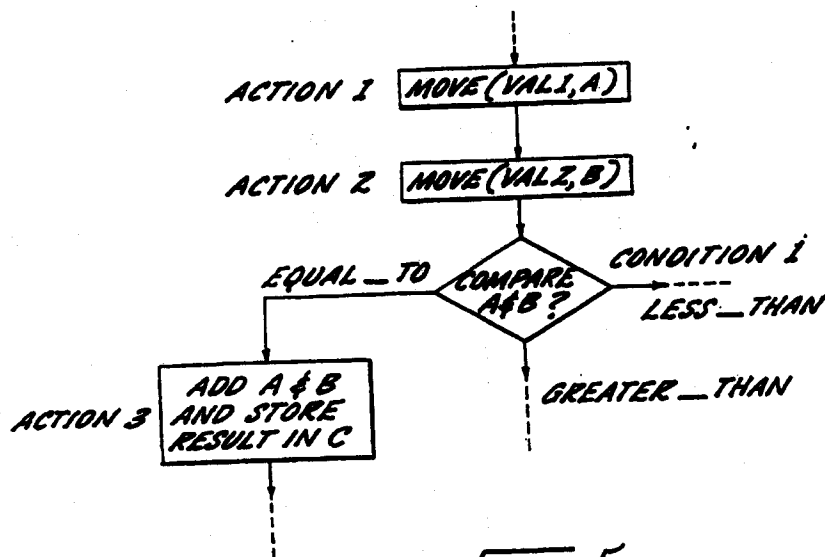 ACTION 1
MOVE(VAL1,A)
ACTION 2
MOVE(VAL2,B)
CONDITION 1
EQUAL_TO
COMPARE
A&B?
LESS_THAN
GREATER_THAN
ACTION 3
ADD A & B
AND STORE
RESULT IN C